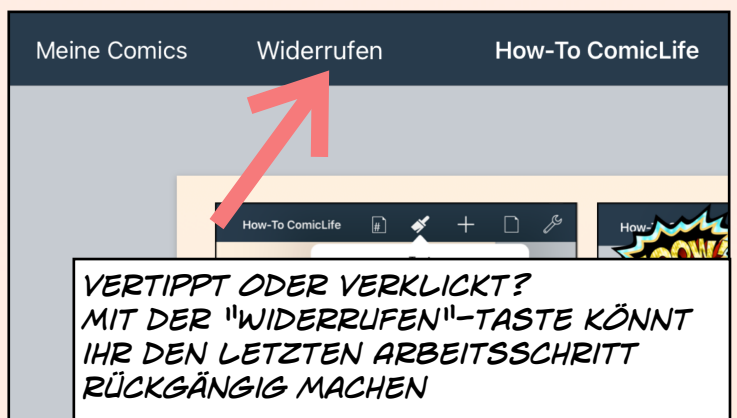 Meine Comics Widerrufen How-To ComicLife
How-To ComicLife #
VERTIPPT ODER VERKLICKT?
MIT DER "WIDERRUFEN"-TASTE KÖNNT
IHR DEN LETZTEN ARBEITSSCHRITT
RÜCKGÄNGIG MACHEN